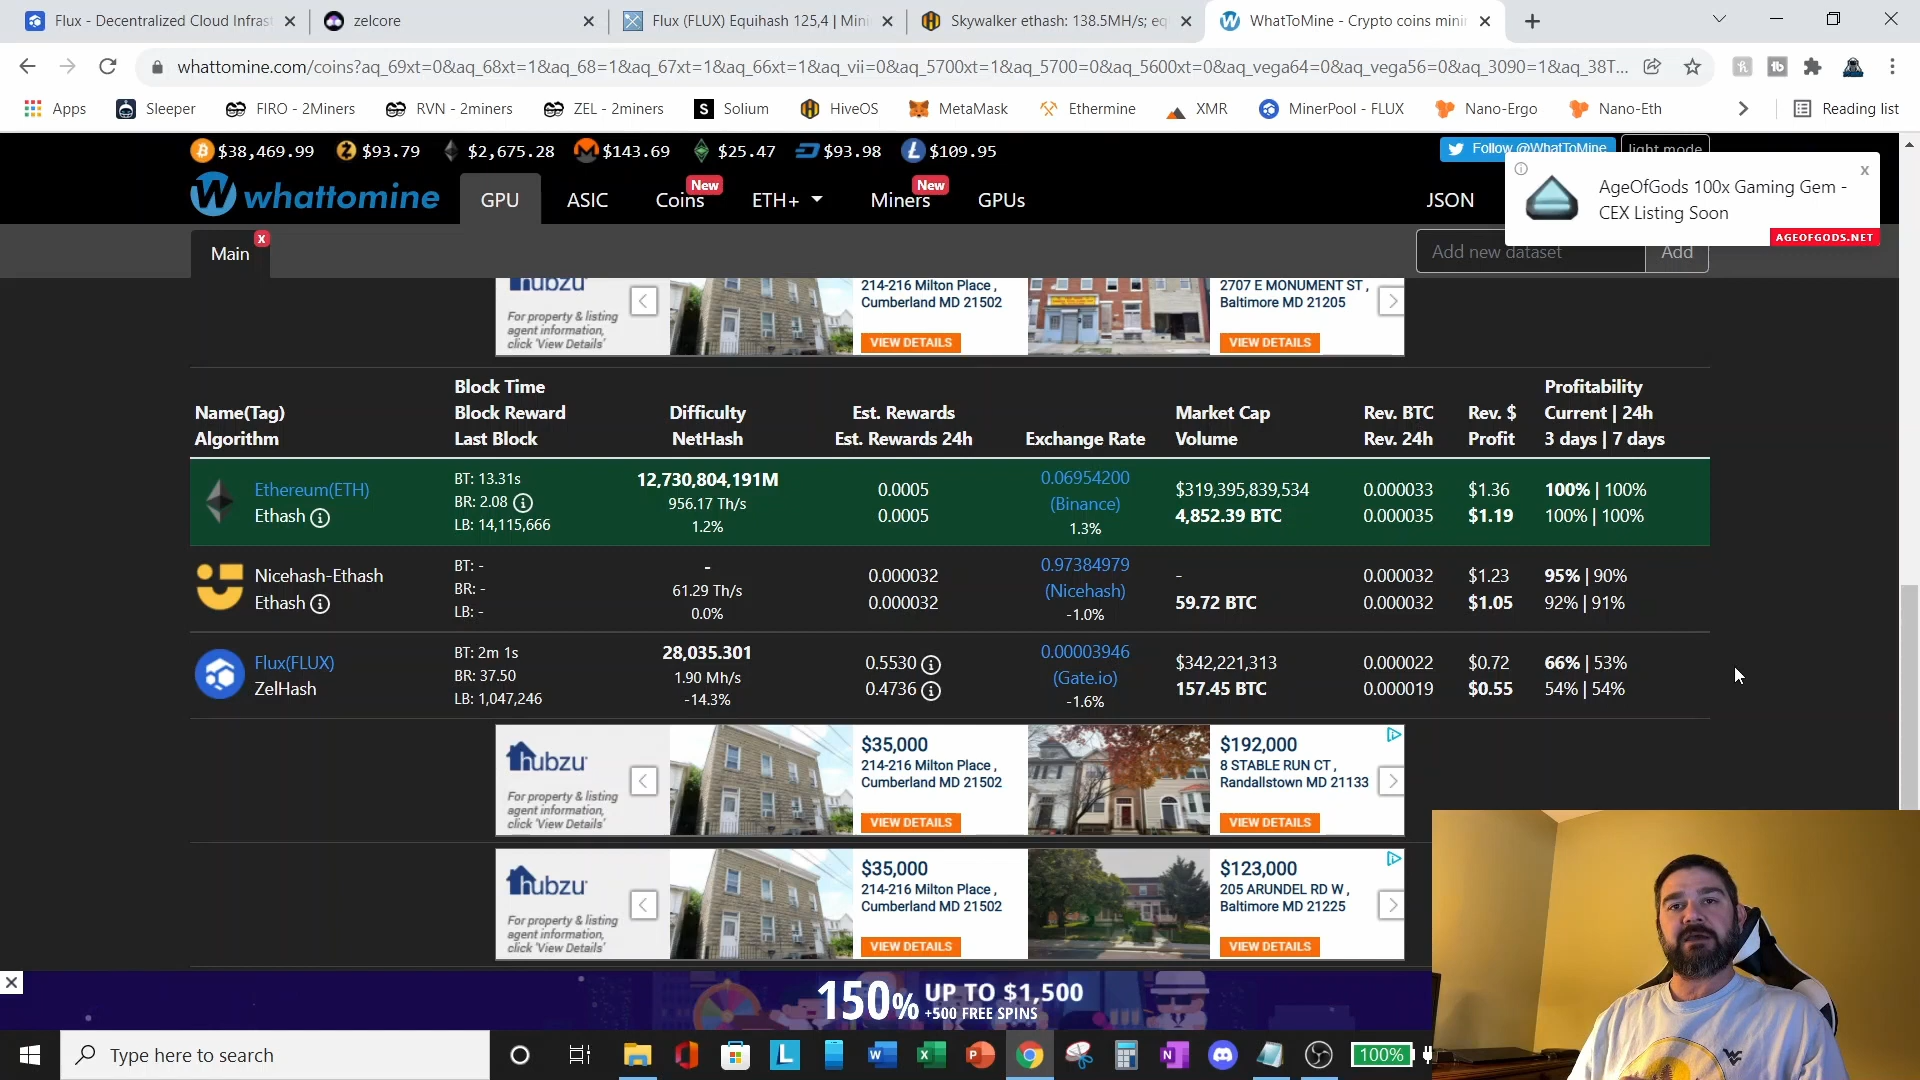 Flux - Decentralized Cloud Infrast
zelcore
Flux (FLUX) Equihash 125,4 | Mini
Skywalker ethash: 138.5MH/s; eq
WhatToMine - Crypto coins mini
whattomine.com/coins?aq_69xt=0&aq_68xt=1&aq_68=1&aq_67xt=1&aq_66xt=1&aq_vii=0&aq_5700xt=1&aq_5700=0&aq_5600xt=0&aq_vega64=0&aq_vega56=0&aq_3090=1&aq_38T...
Apps
Sleeper
FIRO - 2Miners
RVN - 2miners
ZEL - 2miners
Solium
HiveOS
MetaMask
Ethermine
XMR
MinerPool - FLUX
Nano-Ergo
Nano-Eth
Reading list
$38,469.99
$93.79
$2,675.28
$143.69
$25.47
$93.98
$109.95
Follow @WhatToMine
light mode
whattomine
GPU
ASIC
Coins
New
ETH+
Miners
New
GPUs
JSON
AgeOfGods 100x Gaming Gem -
CEX Listing Soon
AGEOFGODS.NET
Main
Add new dataset
Add
hubzu
For property & listing
agent information,
click 'View Details'
214-216 Milton Place ,
Cumberland MD 21502
VIEW DETAILS
2707 E MONUMENT ST ,
Baltimore MD 21205
VIEW DETAILS
Name(Tag)
Algorithm
Block Time
Block Reward
Last Block
Difficulty
NetHash
Est. Rewards
Est. Rewards 24h
Exchange Rate
Market Cap
Volume
Rev. BTC
Rev. 24h
Rev. $
Profit
Profitability
Current | 24h
3 days | 7 days
Ethereum(ETH)
Ethash
BT: 13.31s
BR: 2.08
LB: 14,115,666
12,730,804,191M
956.17 Th/s
1.2%
0.0005
0.0005
0.06954200
(Binance)
1.3%
$319,395,839,534
4,852.39 BTC
0.000033
0.000035
$1.36
$1.19
100% | 100%
100% | 100%
Nicehash-Ethash
Ethash
BT: -
BR: -
LB: -
-
61.29 Th/s
0.0%
0.000032
0.000032
0.97384979
(Nicehash)
-1.0%
-
59.72 BTC
0.000032
0.000032
$1.23
$1.05
95% | 90%
92% | 91%
Flux(FLUX)
ZelHash
BT: 2m 1s
BR: 37.50
LB: 1,047,246
28,035.301
1.90 Mh/s
-14.3%
0.5530
0.4736
0.00003946
(Gate.io)
-1.6%
$342,221,313
157.45 BTC
0.000022
0.000019
$0.72
$0.55
66% | 53%
54% | 54%
hubzu
For property & listing
agent information,
click 'View Details'
$35,000
214-216 Milton Place ,
Cumberland MD 21502
VIEW DETAILS
$192,000
8 STABLE RUN CT ,
Randallstown MD 21133
VIEW DETAILS
hubzu
For property & listing
agent information,
click 'View Details'
$35,000
214-216 Milton Place ,
Cumberland MD 21502
VIEW DETAILS
$123,000
205 ARUNDEL RD W ,
Baltimore MD 21225
VIEW DETAILS
150% UP TO $1,500
+500 FREE SPINS
Type here to search
100%